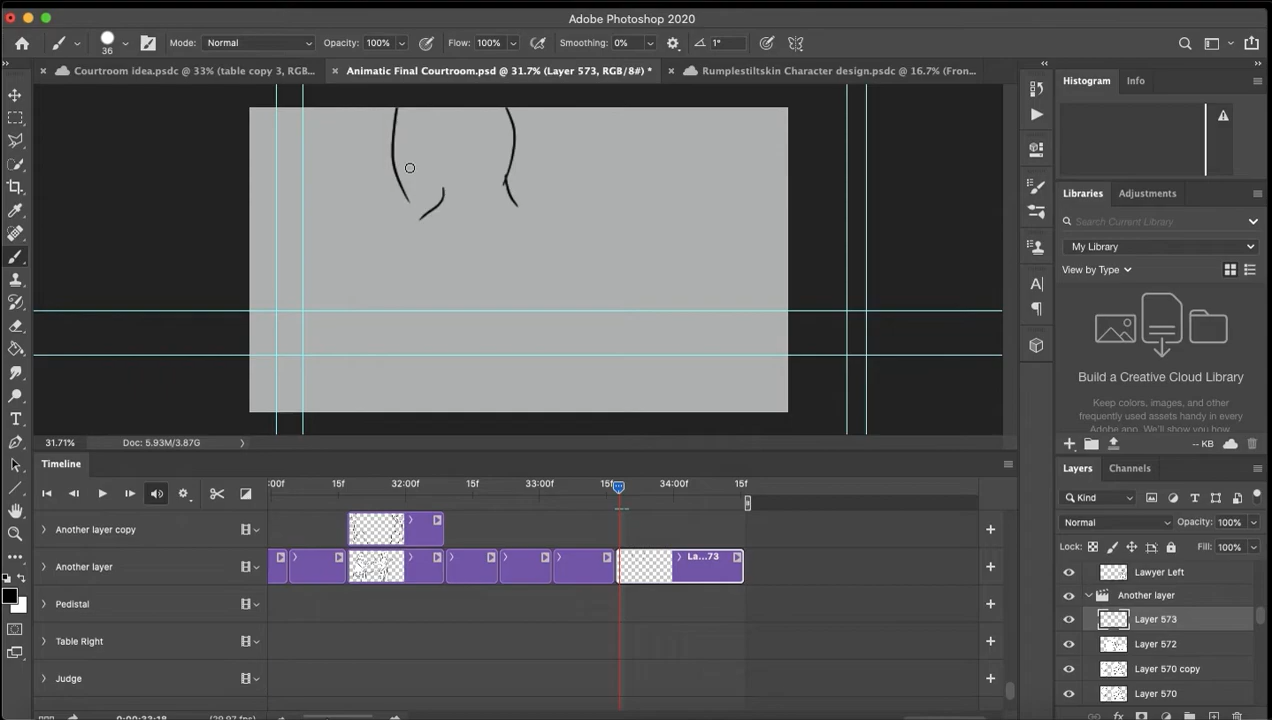 Adobe Photoshop 2020
36
Mode: Normal
Opacity: 100%
Flow: 100%
Smoothing: 0%
1°
Courtroom idea.psdc @ 33% (table copy 3, RGB...
Animatic Final Courtroom.psd @ 31.7% (Layer 573, RGB/8#) *
Rumplestiltskin Character design.psdc @ 16.7% (Fron...
Histogram
Info
Libraries
Adjustments
Search Current Library
My Library
View by Type
Build a Creative Cloud Library
Keep colors, images, and other
frequently used assets handy in every
-- KB
31.71%
Doc: 5.93M/3.87G
Timeline
:00f
15f
32:00f
15f
33:00f
15f
34:00f
15f
Another layer copy
Another layer
La...73
Pedistal
Table Right
Judge
Layers
Channels
Kind
Normal
Opacity: 100%
Lock:
Fill: 100%
Lawyer Left
Another layer
Layer 573
Layer 572
Layer 570 copy
Layer 570
fx